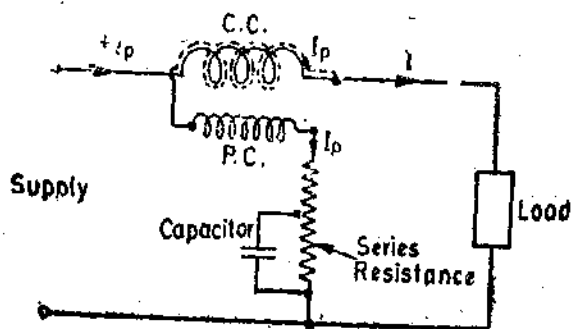 C.C.
+ Ip
Ip
I
Ip
P.C.
Supply
Capacitor
Series
Resistance
Load